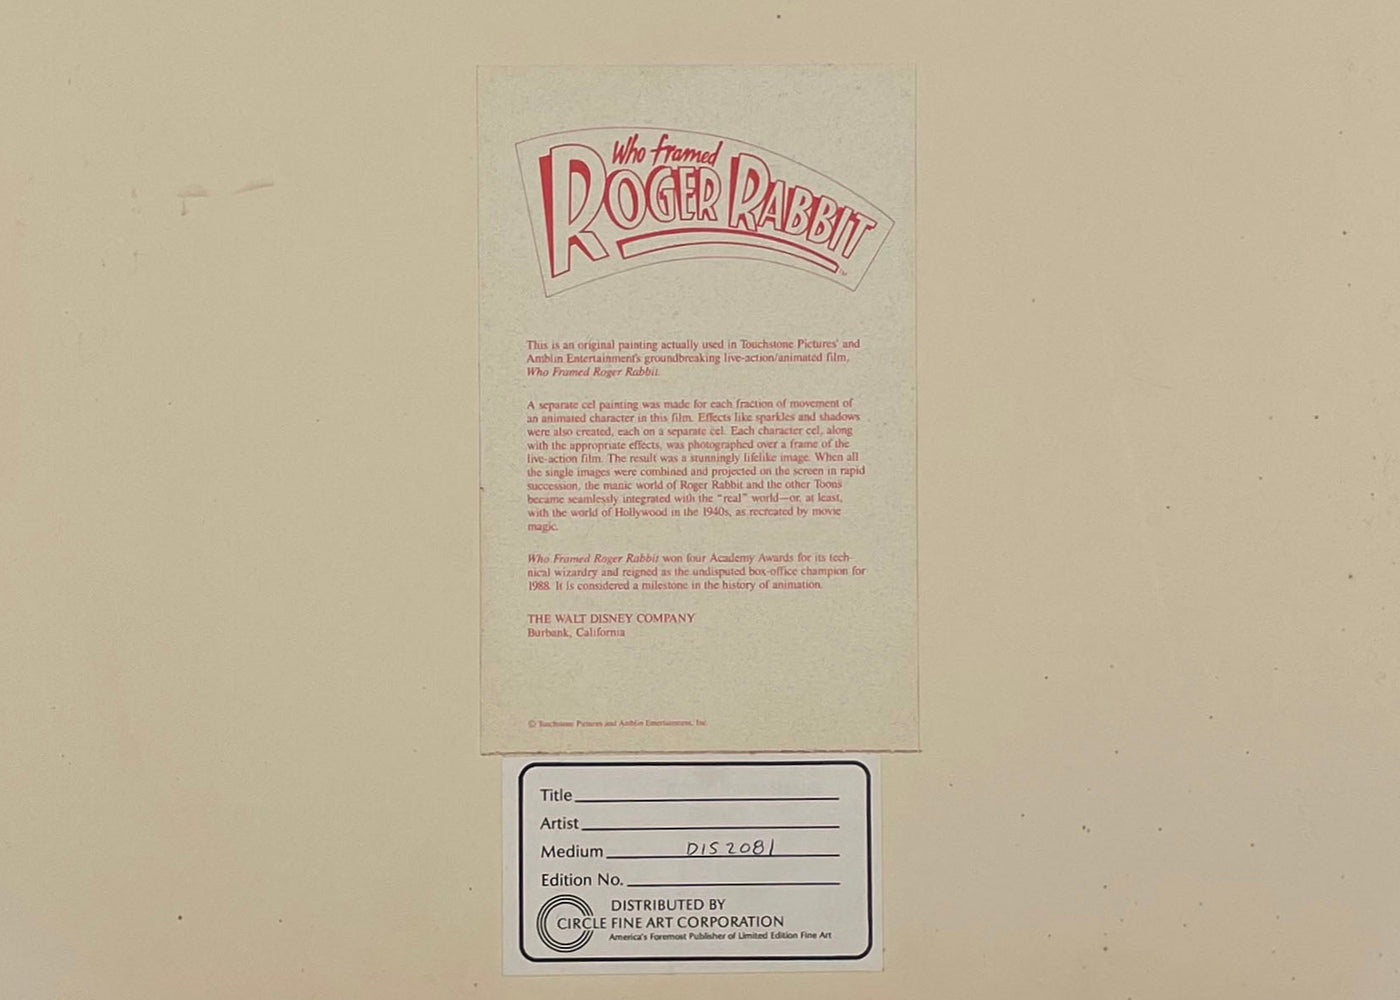 Who Framed
ROGER RABBIT
™
This is an original painting actually used in Touchstone Pictures' and
Amblin Entertainment's groundbreaking live-action/animated film,
Who Framed Roger Rabbit.
A separate cel painting was made for each fraction of movement of
an animated character in this film. Effects like sparkles and shadows
were also created, each on a separate cel. Each character cel, along
with the appropriate effects, was photographed over a frame of the
live-action film. The result was a stunningly lifelike image. When all
the single images were combined and projected on the screen in rapid
succession, the manic world of Roger Rabbit and the other Toons
became seamlessly integrated with the "real" world—or, at least,
with the world of Hollywood in the 1940s, as recreated by movie
magic.
Who Framed Roger Rabbit won four Academy Awards for its tech-
nical wizardry and reigned as the undisputed box-office champion for
1988. It is considered a milestone in the history of animation.
THE WALT DISNEY COMPANY
Burbank, California
© Touchstone Pictures and Amblin Entertainment, Inc.
Title
Artist
Medium DIS 2081
Edition No.
DISTRIBUTED BY
CIRCLE FINE ART CORPORATION
America's Foremost Publisher of Limited Edition Fine Art